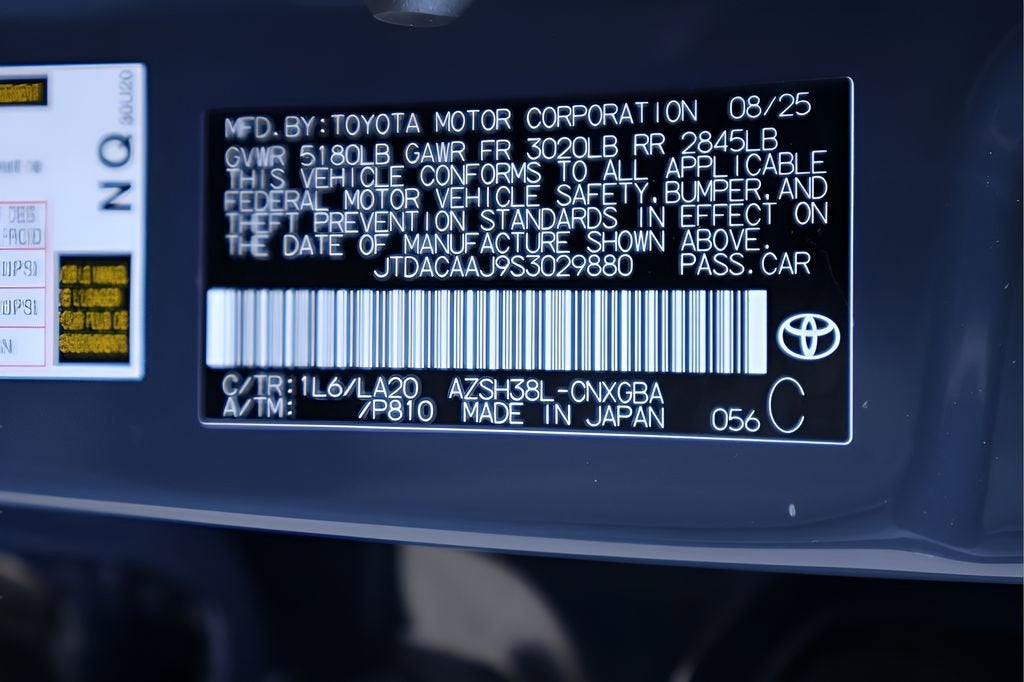 MFD.BY:TOYOTA MOTOR CORPORATION 08/25
GVWR 5180LB GAWR FR 3020LB RR 2845LB
THIS VEHICLE CONFORMS TO ALL APPLICABLE
FEDERAL MOTOR VEHICLE SAFETY,BUMPER,AND
THEFT PREVENTION STANDARDS IN EFFECT ON
THE DATE OF MANUFACTURE SHOWN ABOVE.
JTDACAAJ9S3029880 PASS.CAR
C/TR:1L6/LA20 AZSH38L-CNXGBA
A/TM: /P810 MADE IN JAPAN 056 C
NQ